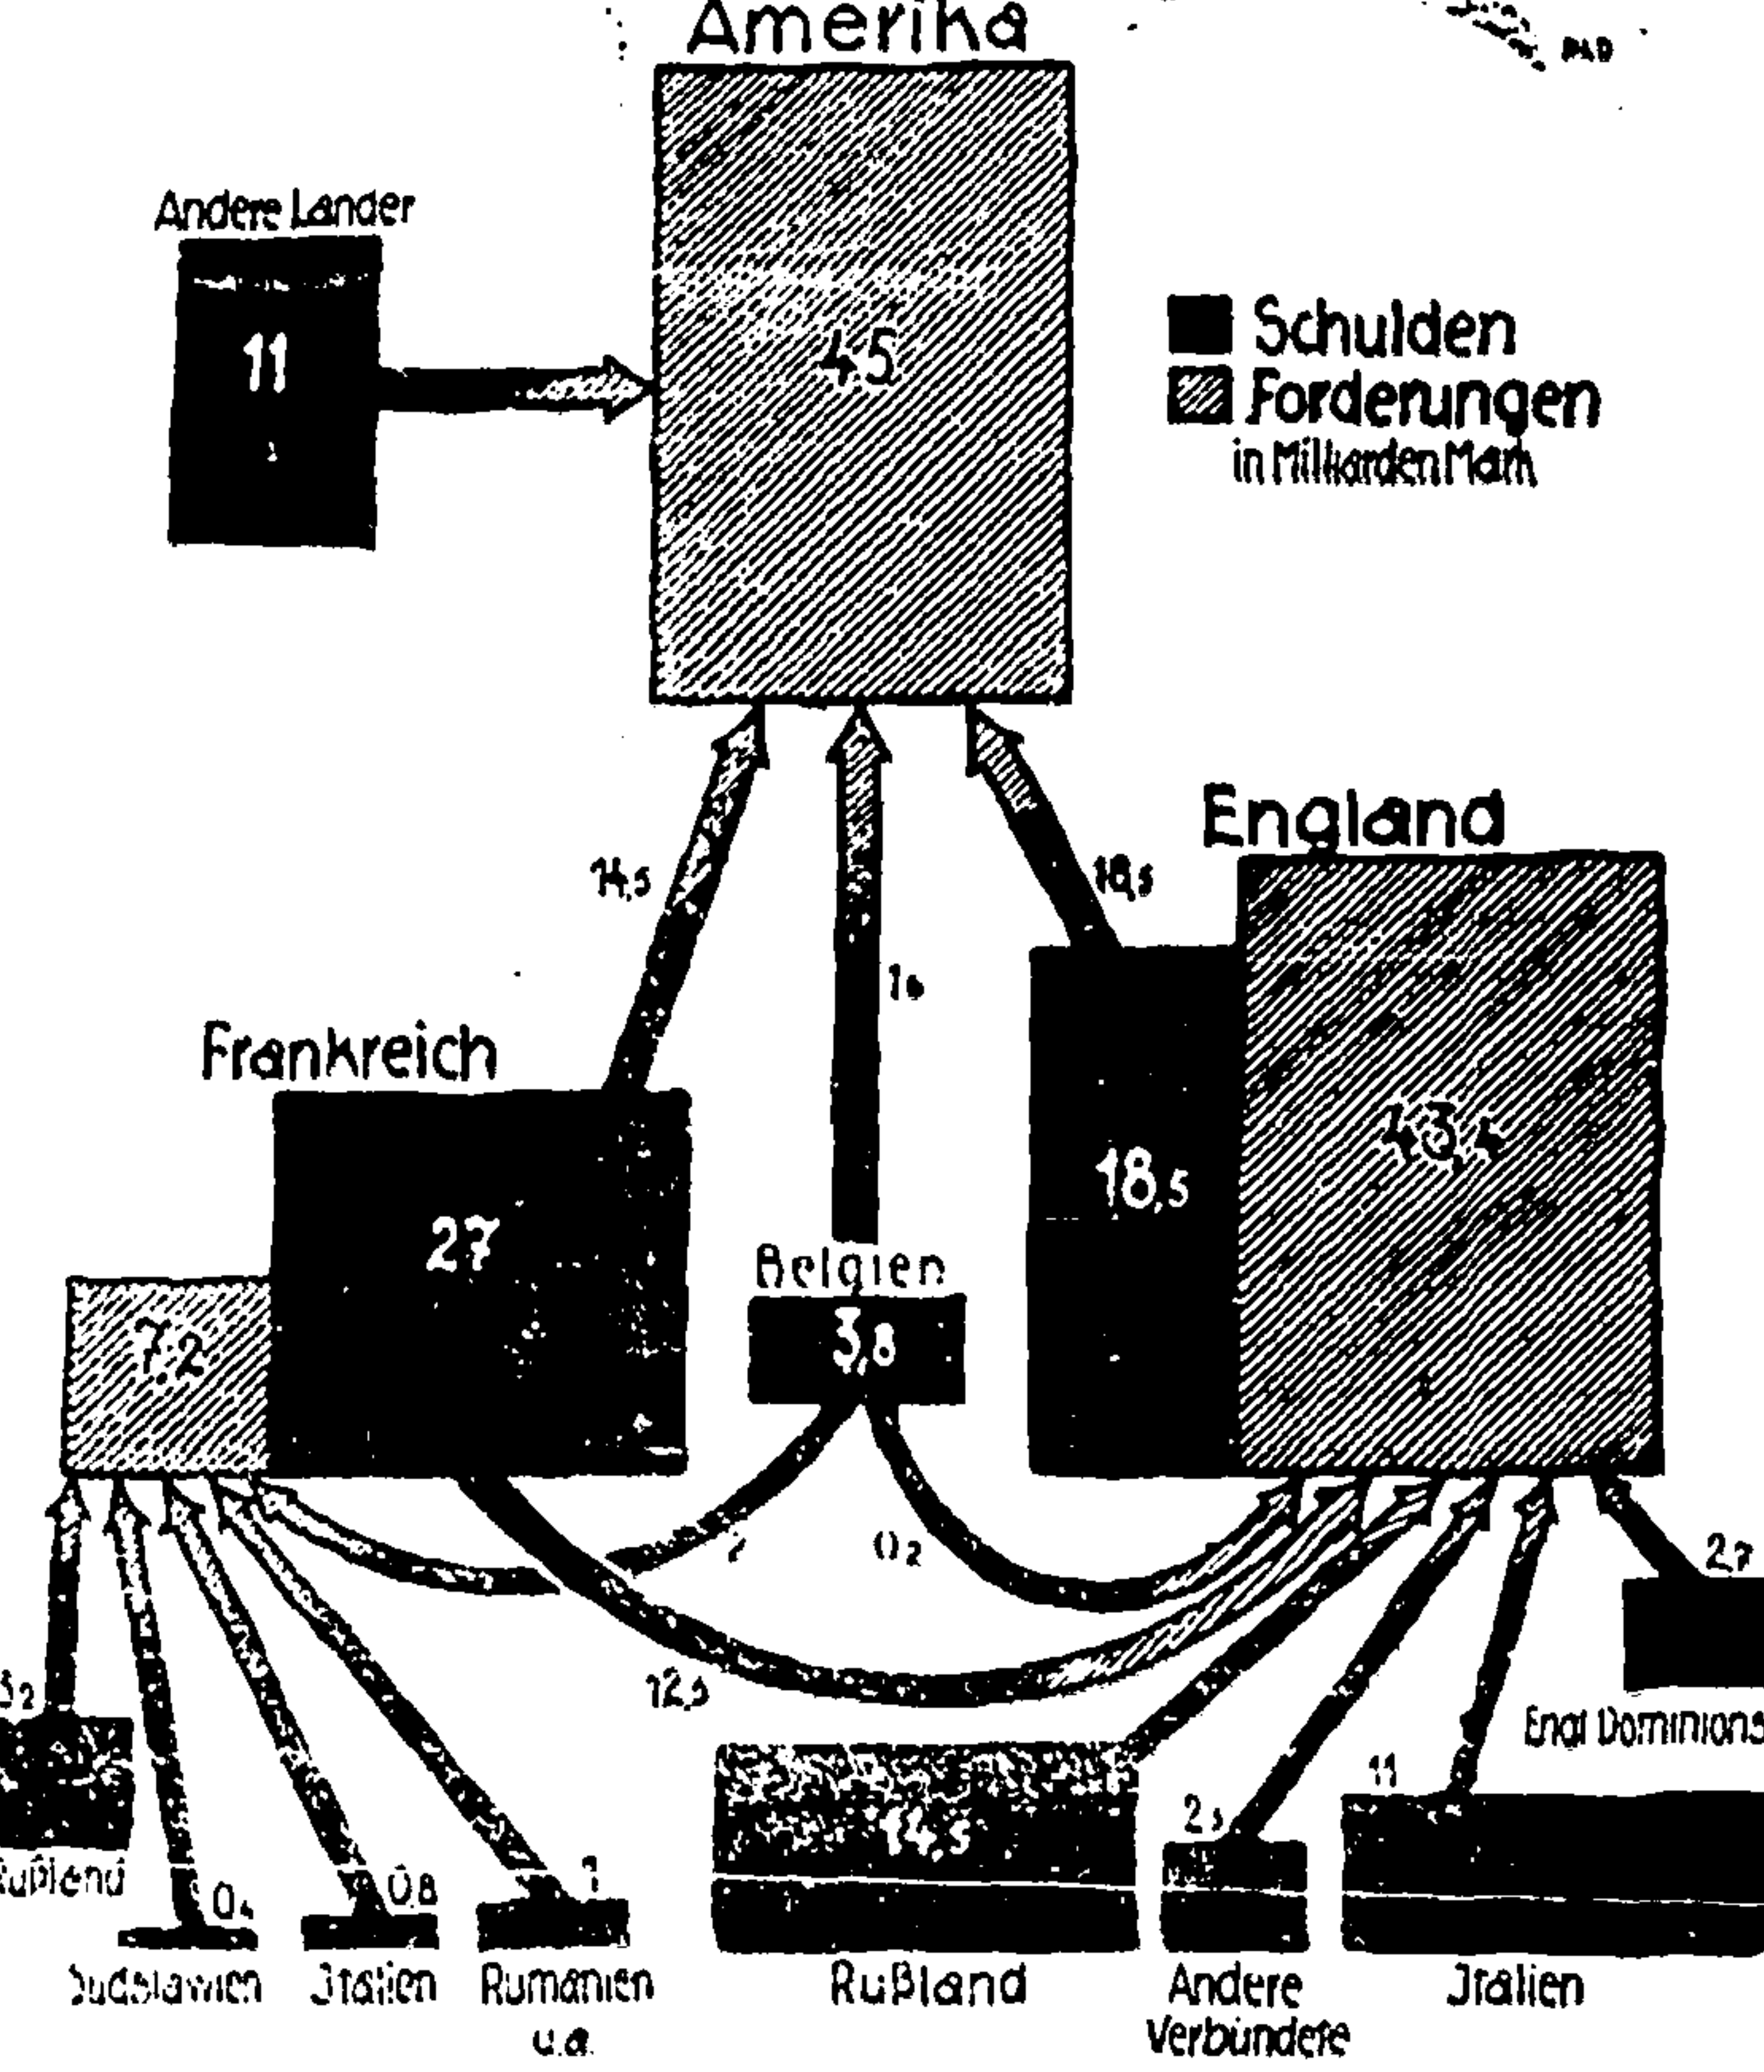 Amerika
Andere Länder
11
45
Schulden
Forderungen
in Milliarden Mark
England
14,5
18,5
Frankreich
27
18,5
43,4
Belgien
3,8
7,2
2
0,2
2,7
12,5
Engl Dominions
14,5
2,5
11
Rußland
0,4
0,8
1
Südslawien
Italien
Rumänien
u.a.
Rußland
Andere
Verbündete
Italien